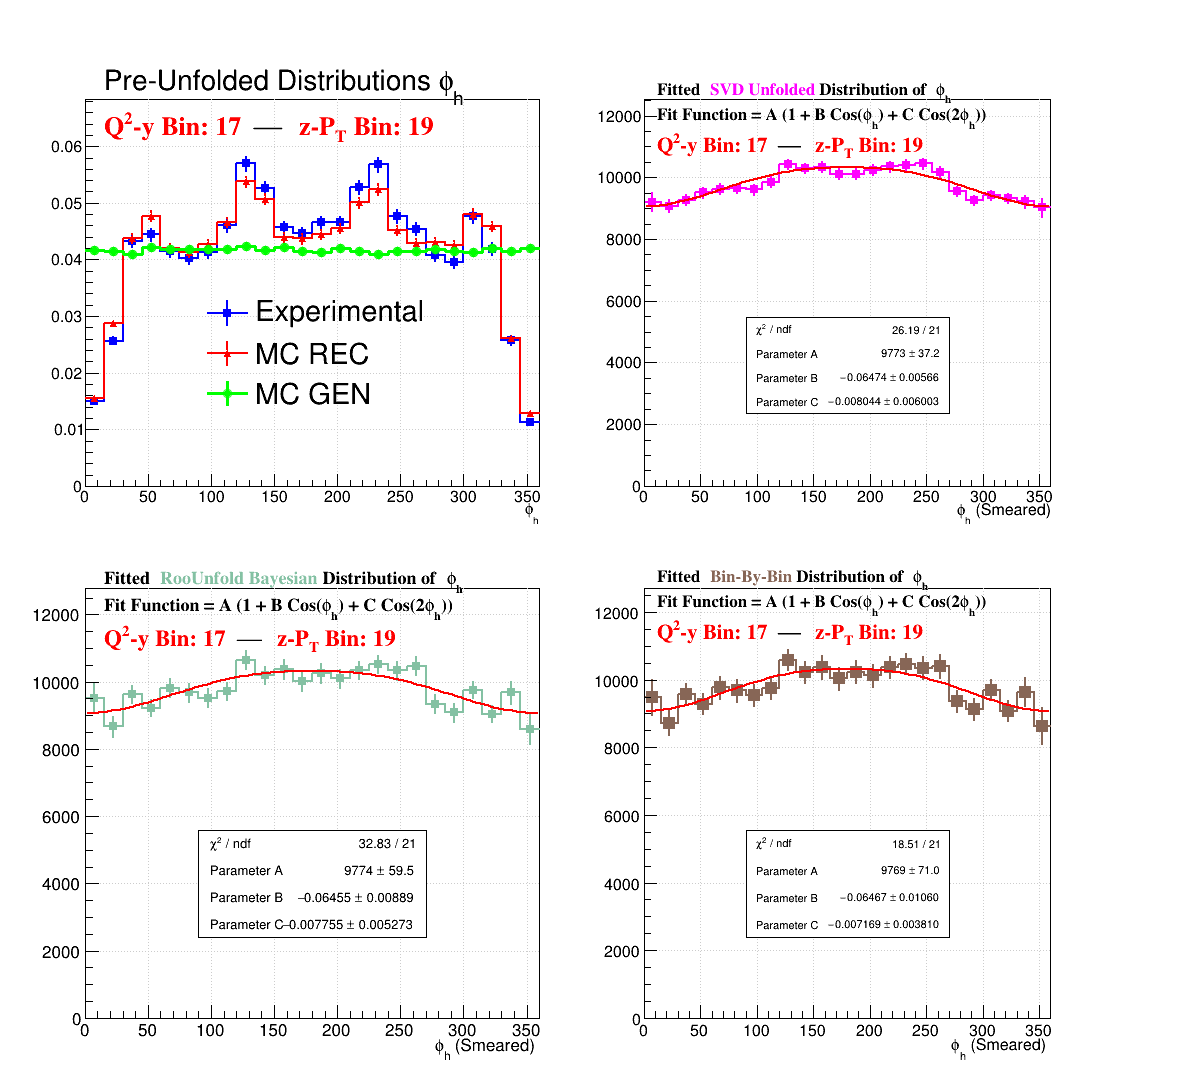 Pre-Unfolded Distributions ϕh
Q²-y Bin: 17 — z-PT Bin: 19
0.06
0.05
0.04
0.03
0.02
0.01
0
Experimental
MC REC
MC GEN
0 50 100 150 200 250 300 350
ϕh
Fitted SVD Unfolded Distribution of ϕh
Fit Function = A (1 + B Cos(ϕh) + C Cos(2ϕh))
Q²-y Bin: 17 — z-PT Bin: 19
12000
10000
8000
6000
4000
2000
0
χ² / ndf 26.19 / 21
Parameter A 9773 ± 37.2
Parameter B −0.06474 ± 0.00566
Parameter C −0.008044 ± 0.006003
0 50 100 150 200 250 300 350
ϕh (Smeared)
Fitted RooUnfold Bayesian Distribution of ϕh
Fit Function = A (1 + B Cos(ϕh) + C Cos(2ϕh))
Q²-y Bin: 17 — z-PT Bin: 19
12000
10000
8000
6000
4000
2000
0
χ² / ndf 32.83 / 21
Parameter A 9774 ± 59.5
Parameter B −0.06455 ± 0.00889
Parameter C −0.007755 ± 0.005273
0 50 100 150 200 250 300 350
ϕh (Smeared)
Fitted Bin-By-Bin Distribution of ϕh
Fit Function = A (1 + B Cos(ϕh) + C Cos(2ϕh))
Q²-y Bin: 17 — z-PT Bin: 19
12000
10000
8000
6000
4000
2000
0
χ² / ndf 18.51 / 21
Parameter A 9769 ± 71.0
Parameter B −0.06467 ± 0.01060
Parameter C −0.007169 ± 0.003810
0 50 100 150 200 250 300 350
ϕh (Smeared)